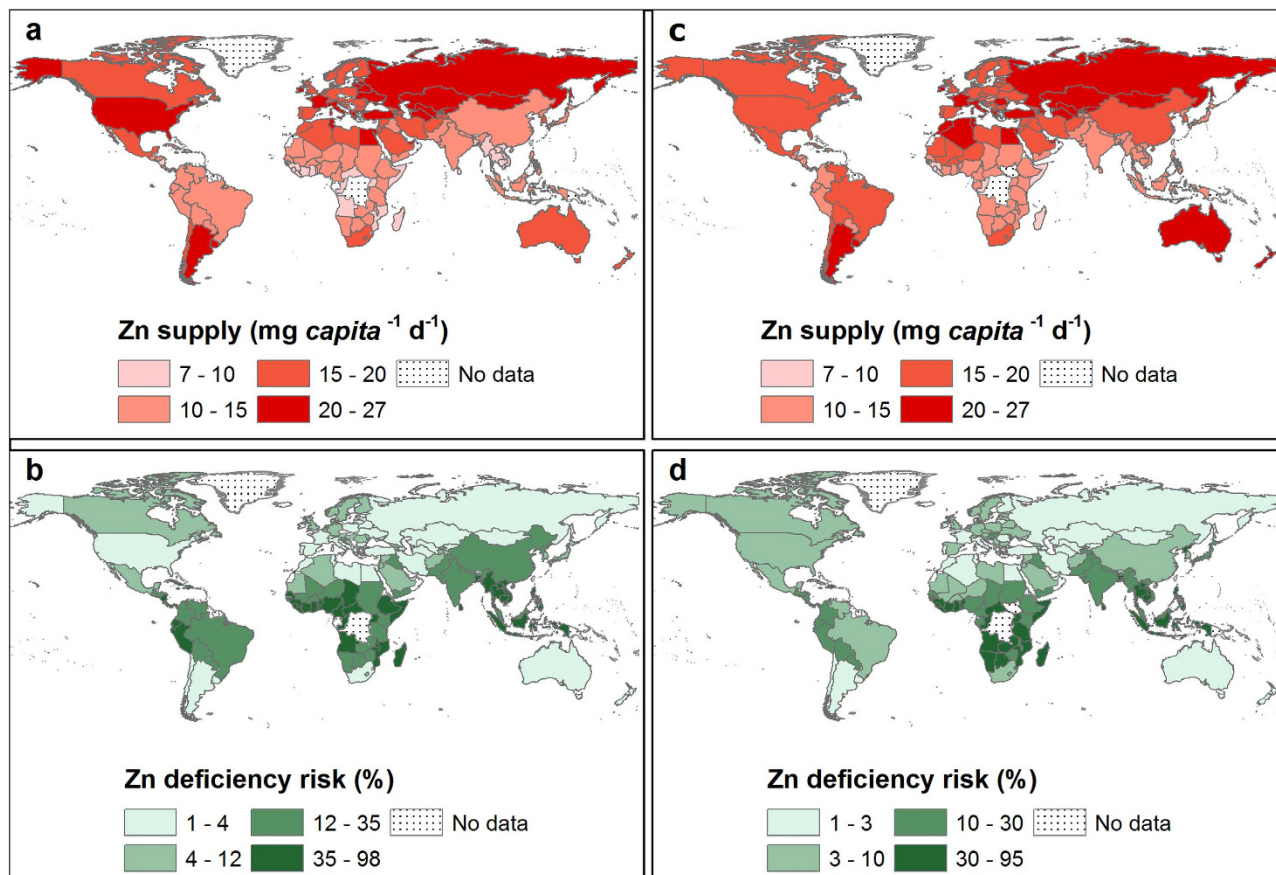 a
Zn supply (mg capita ⁻¹ d⁻¹)
7 - 10
15 - 20
No data
10 - 15
20 - 27
c
Zn supply (mg capita ⁻¹ d⁻¹)
7 - 10
15 - 20
No data
10 - 15
20 - 27
b
Zn deficiency risk (%)
1 - 4
12 - 35
No data
4 - 12
35 - 98
d
Zn deficiency risk (%)
1 - 3
10 - 30
No data
3 - 10
30 - 95